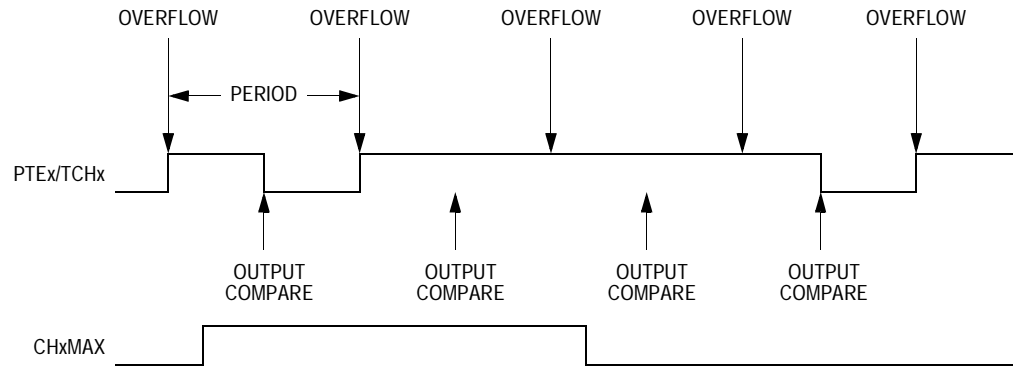 OVERFLOW OVERFLOW OVERFLOW OVERFLOW OVERFLOW
PERIOD
PTEx/TCHx
OUTPUT COMPARE
OUTPUT COMPARE
OUTPUT COMPARE
OUTPUT COMPARE
CHxMAX